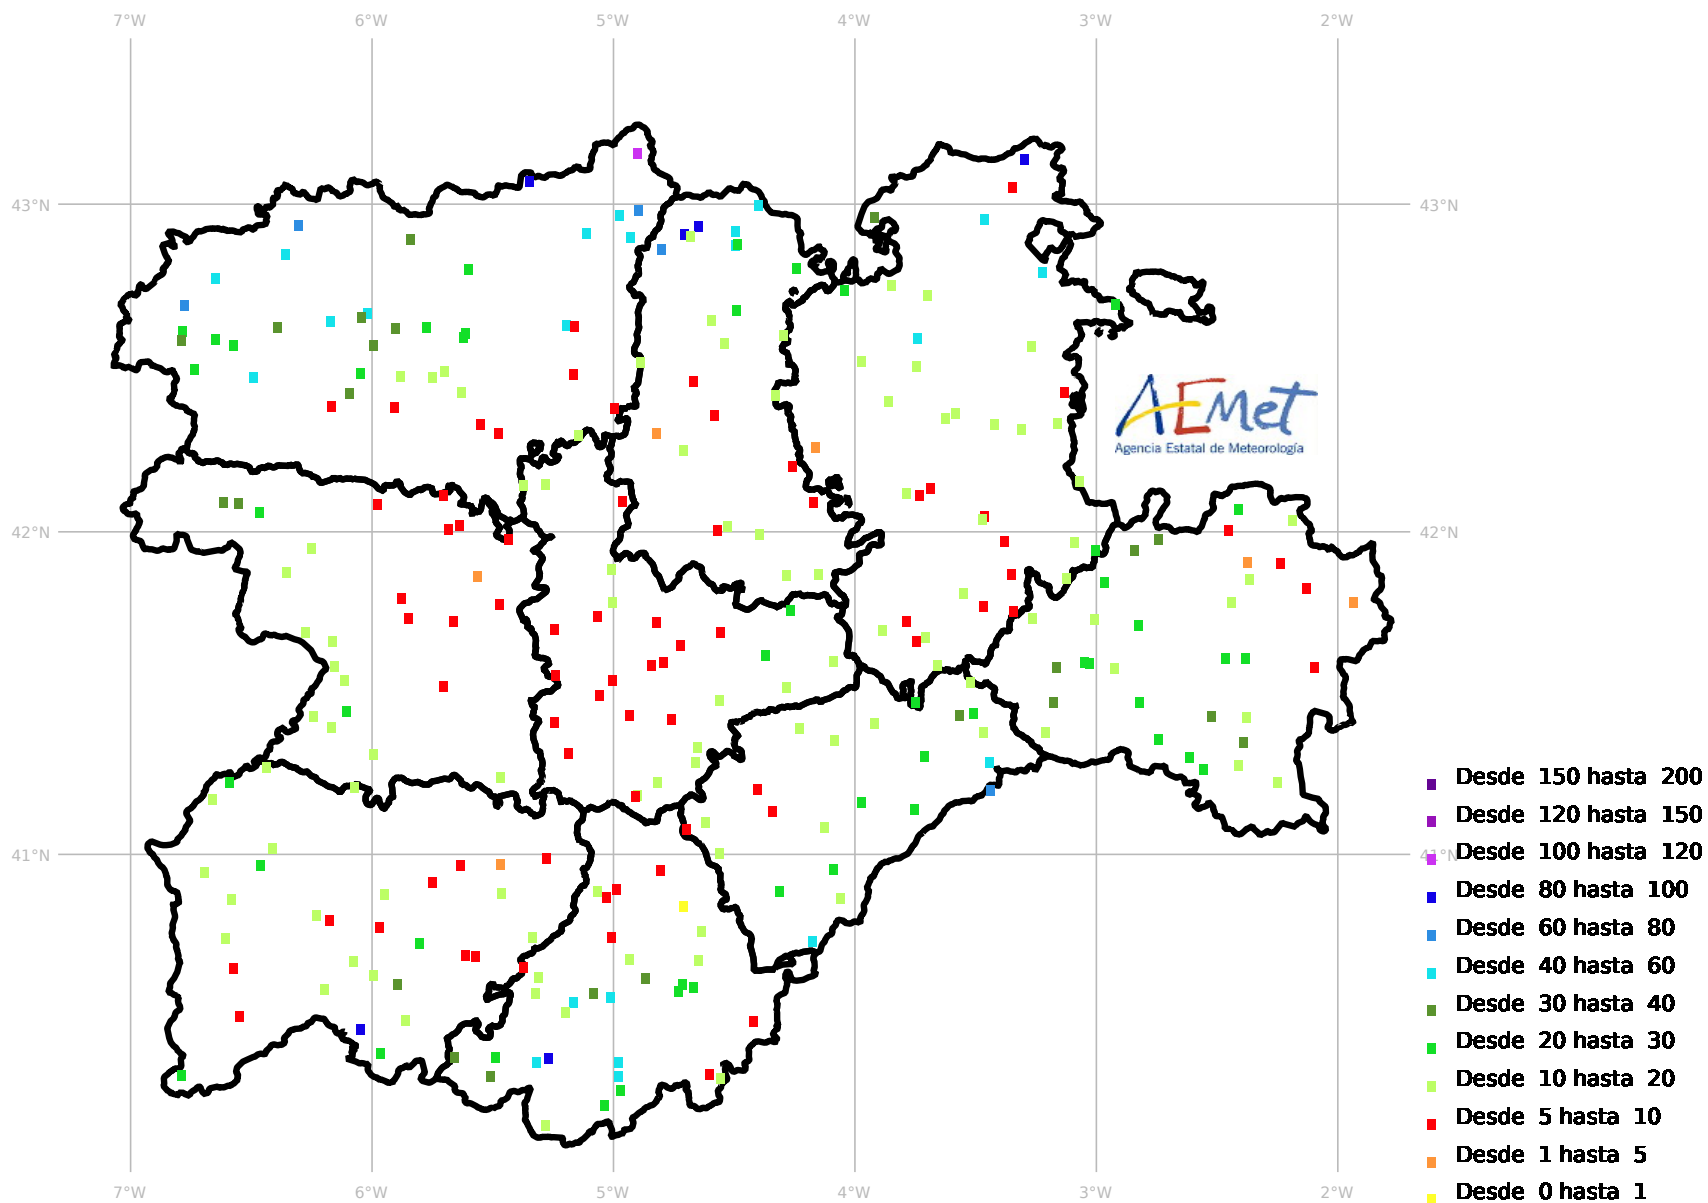 7°W 6°W 5°W 4°W 3°W 2°W
43°N 43°N
AEMet
Agencia Estatal de Meteorología
42°N 42°N
Desde 150 hasta 200
Desde 120 hasta 150
Desde 100 hasta 120
41°N 41°N
Desde 80 hasta 100
Desde 60 hasta 80
Desde 40 hasta 60
Desde 30 hasta 40
Desde 20 hasta 30
Desde 10 hasta 20
Desde 5 hasta 10
Desde 1 hasta 5
Desde 0 hasta 1
7°W 6°W 5°W 4°W 3°W 2°W